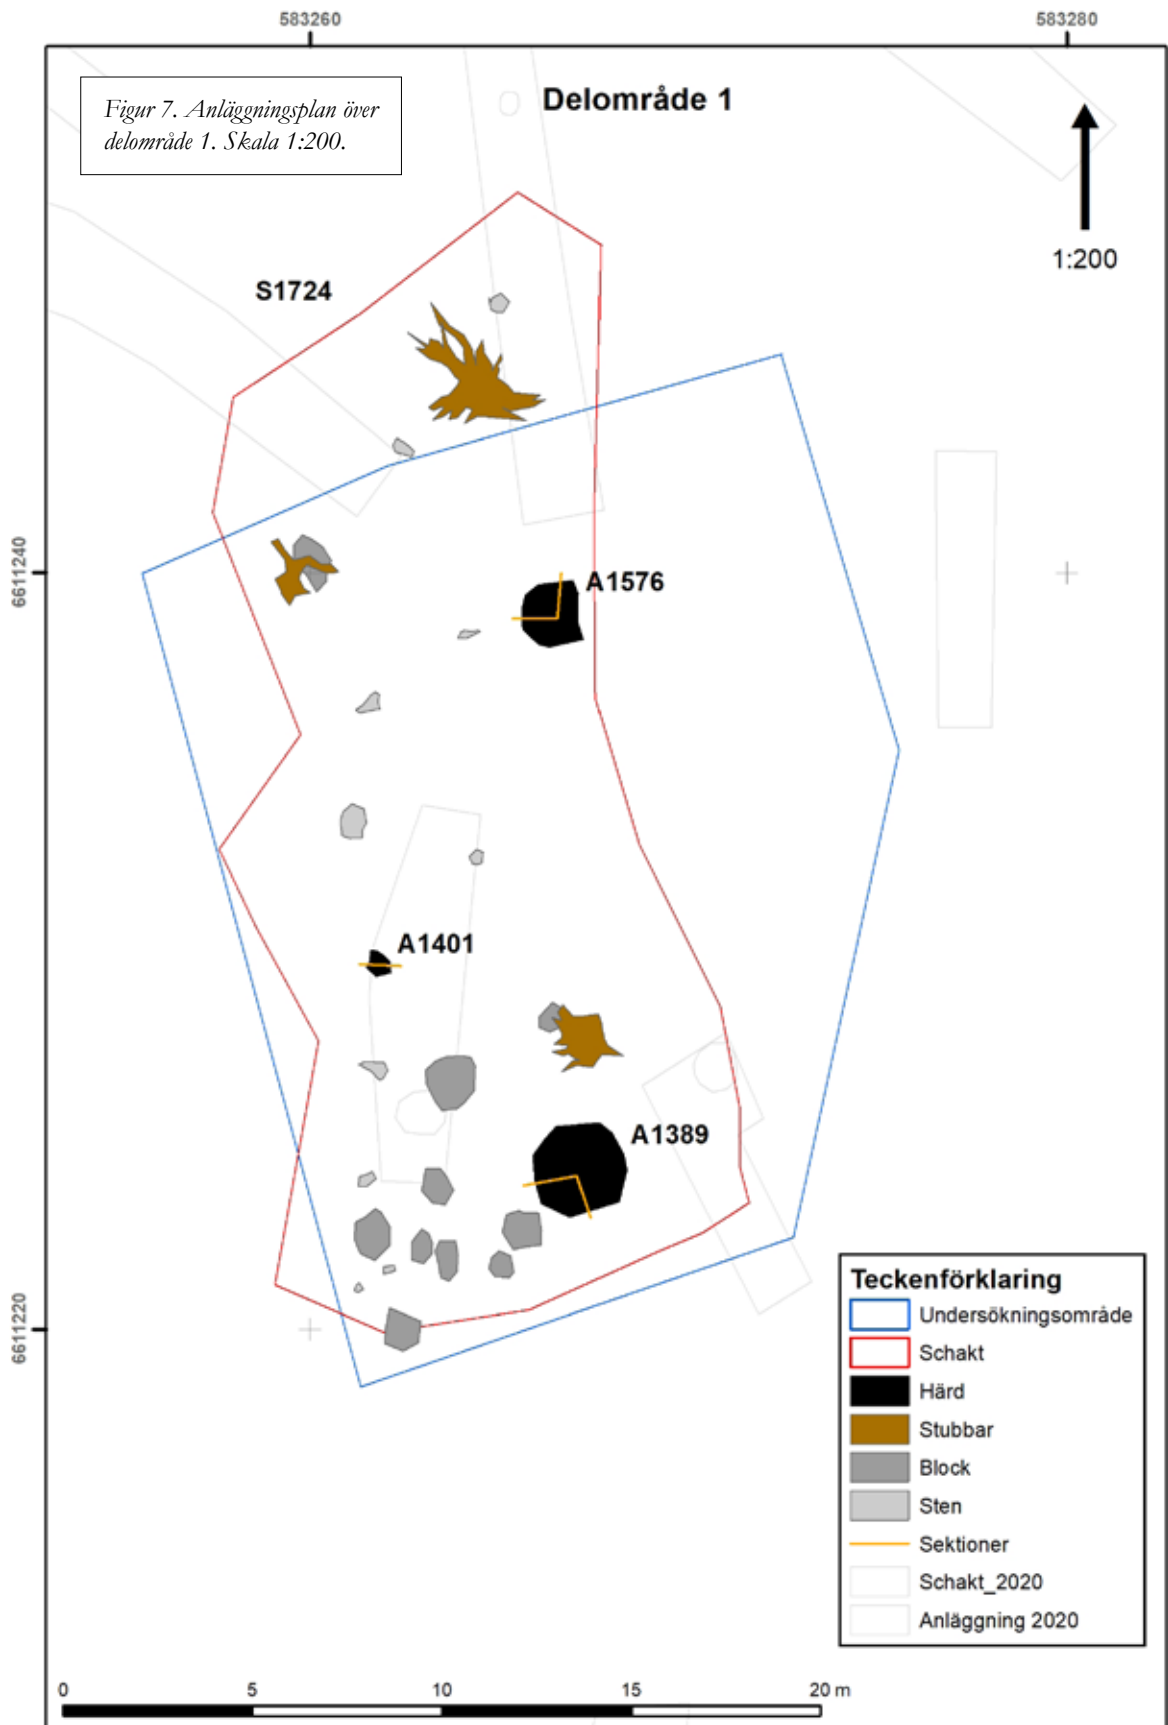 583260
583280
Figur 7. Anläggningsplan över
delområde 1. Skala 1:200.
Delområde 1
1:200
S1724
6611240
A1576
A1401
A1389
6611220
Teckenförklaring
Undersökningsområde
Schakt
Härd
Stubbar
Block
Sten
Sektioner
Schakt_2020
Anläggning 2020
0 5 10 15 20 m